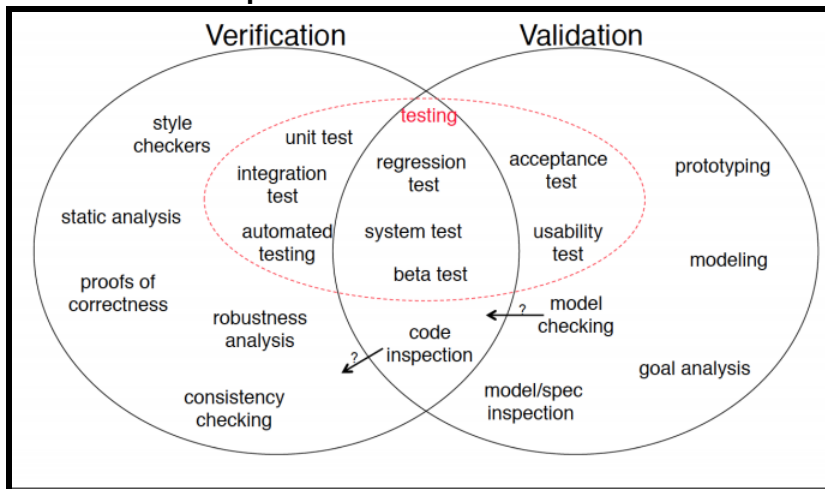 Verification
Validation
testing
style
checkers
unit test
integration
test
regression
test
acceptance
test
prototyping
static analysis
automated
testing
system test
usability
test
beta test
modeling
proofs of
correctness
robustness
analysis
?
model
checking
code
inspection
?
goal analysis
consistency
checking
model/spec
inspection